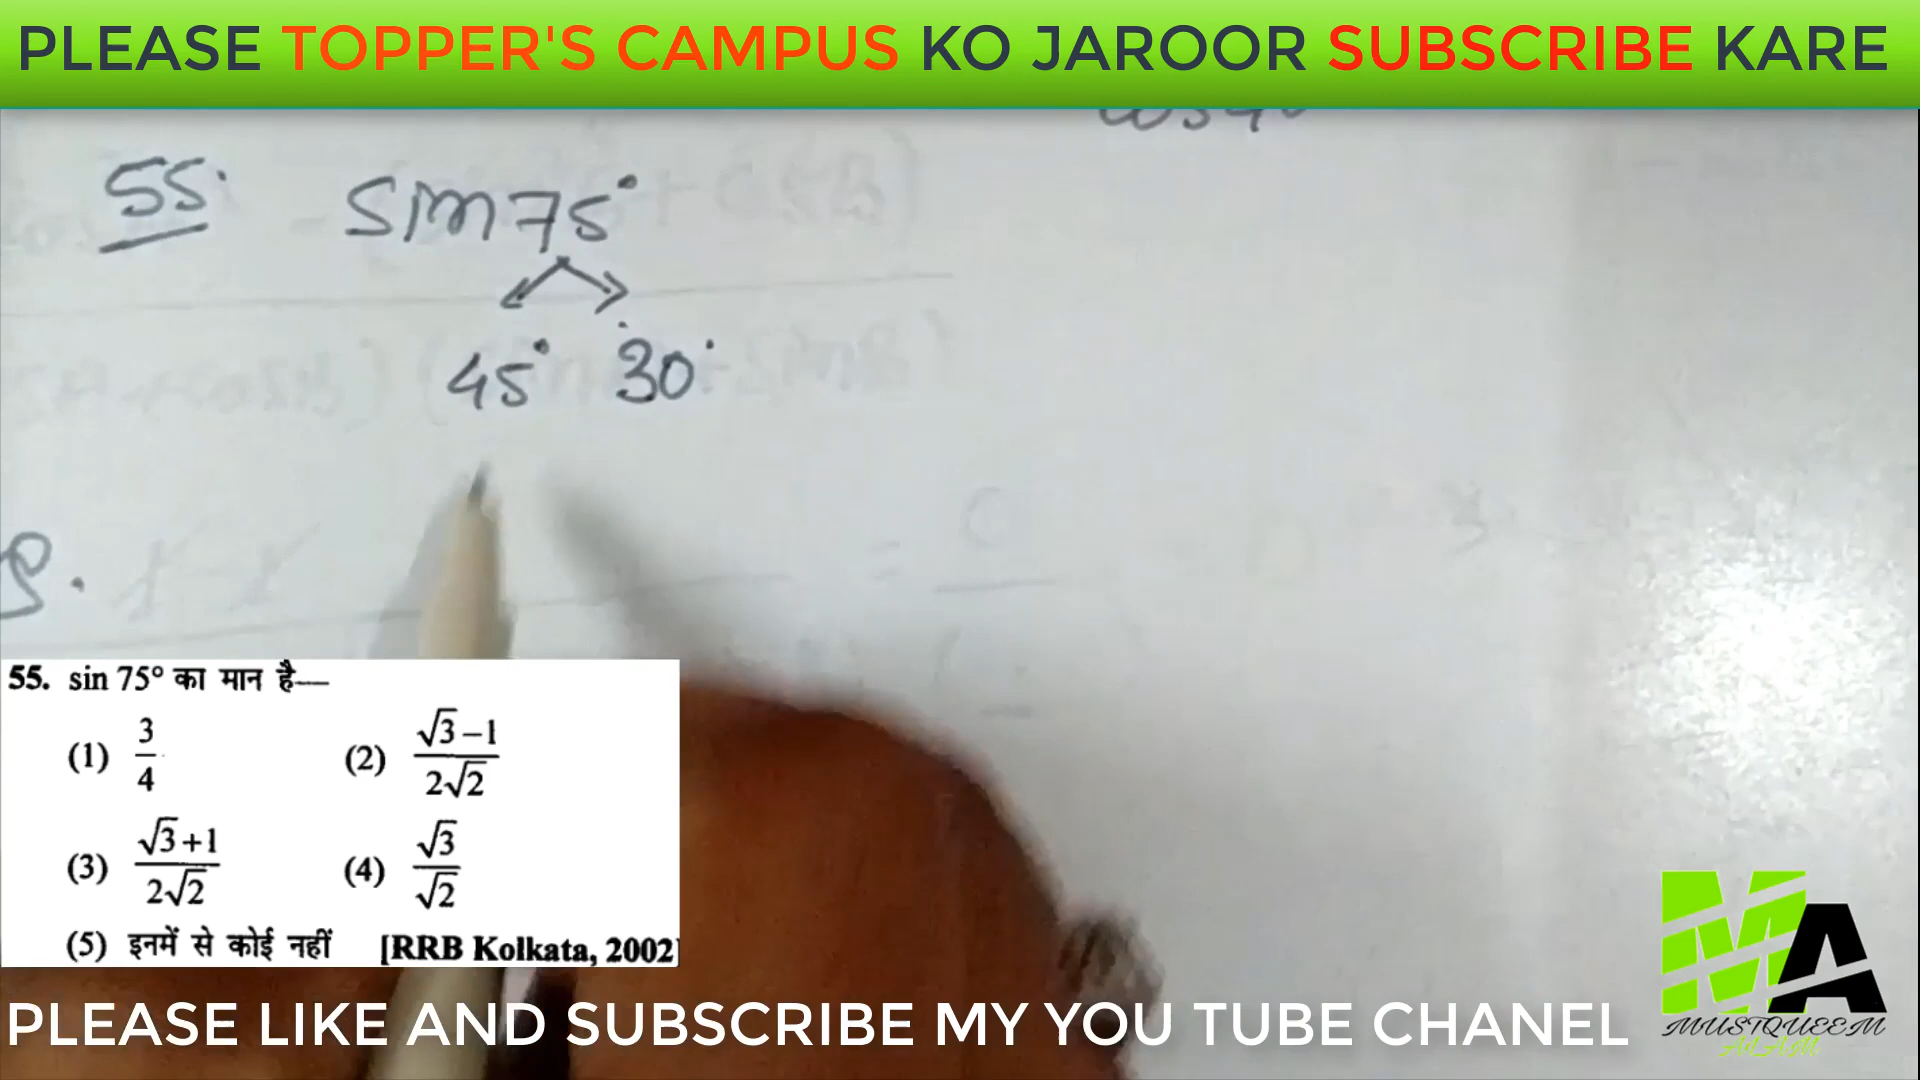 PLEASE TOPPER'S CAMPUS KO JAROOR SUBSCRIBE KARE
55. sin75°
45° 30°
55. sin 75° का मान है—
(1) 3/4 (2) √3−1/2√2
(3) √3+1/2√2 (4) √3/√2
(5) इनमें से कोई नहीं [RRB Kolkata, 2002]
PLEASE LIKE AND SUBSCRIBE MY YOU TUBE CHANEL
MA
MUSTQUEEM
ALAM